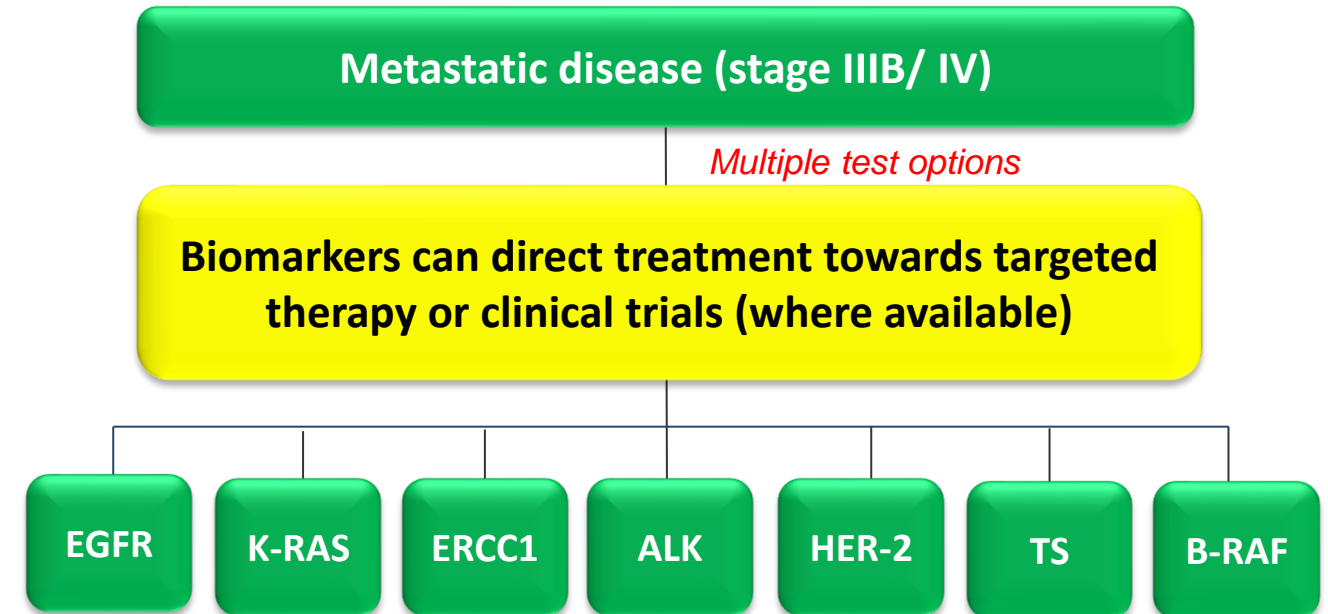 Metastatic disease (stage IIIB/ IV)
Multiple test options
Biomarkers can direct treatment towards targeted
therapy or clinical trials (where available)
EGFR
K-RAS
ERCC1
ALK
HER-2
TS
B-RAF